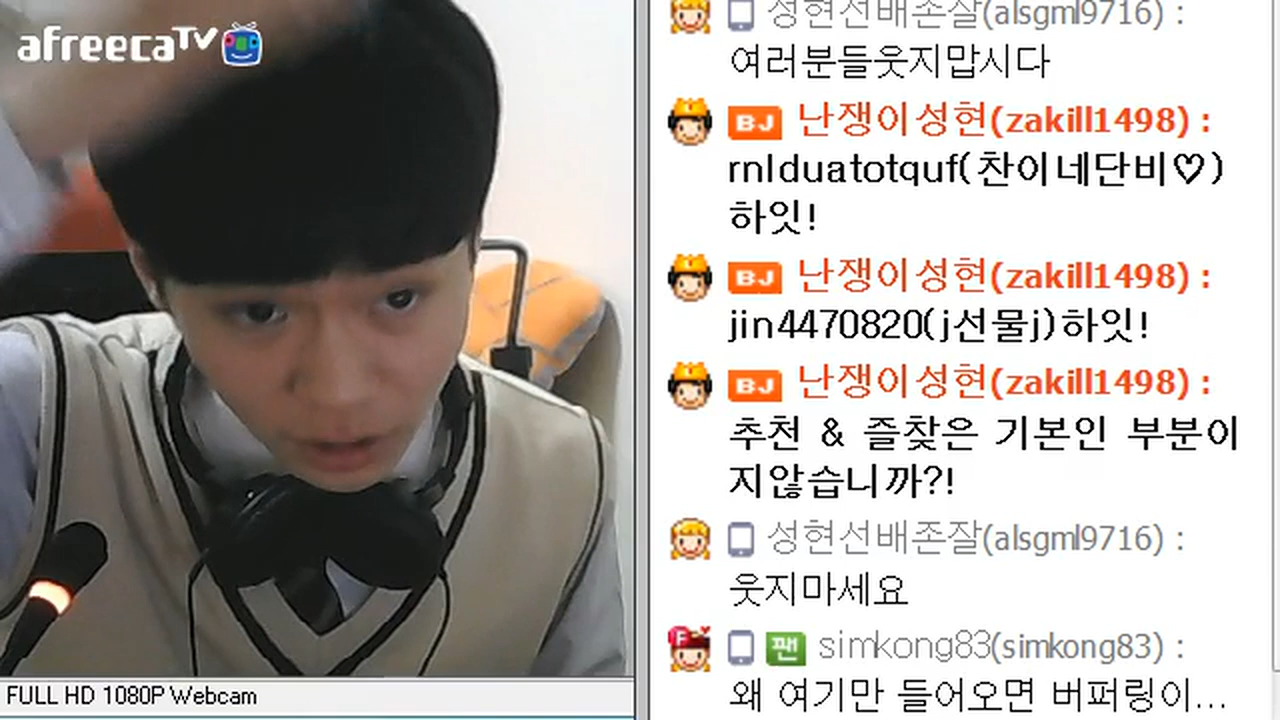 afreecaTV
성현선배존잘(alsgml9716) :
여러분들웃지맙시다
BJ 난쟁이성현(zakill1498) :
rnlduatotquf(찬이네단비♡)
하잇!
BJ 난쟁이성현(zakill1498) :
jin4470820(j선물j)하잇!
BJ 난쟁이성현(zakill1498) :
추천 & 즐찾은 기본인 부분이
지않습니까?!
성현선배존잘(alsgml9716) :
웃지마세요
F 팬 simkong83(simkong83) :
왜 여기만 들어오면 버퍼링이...
FULL HD 1080P Webcam